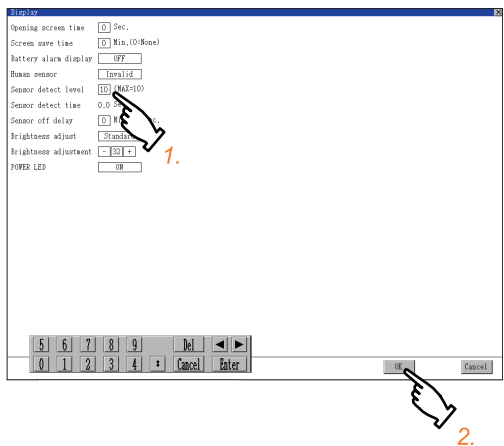 Display
Opening screen time 0 Sec.
Screen save time 0 Min.(0:None)
Battery alarm display OFF
Human sensor Invalid
Sensor detect level 10 (MAX=10)
Sensor detect time 0.0
Sensor off delay 0
Brightness adjust Standard
Brightness adjustment - 32 +
1.
POWER LED ON
5 6 7 8 9 Del ◀ ▶
0 1 2 3 4 Cancel Enter
OK Cancel
2.